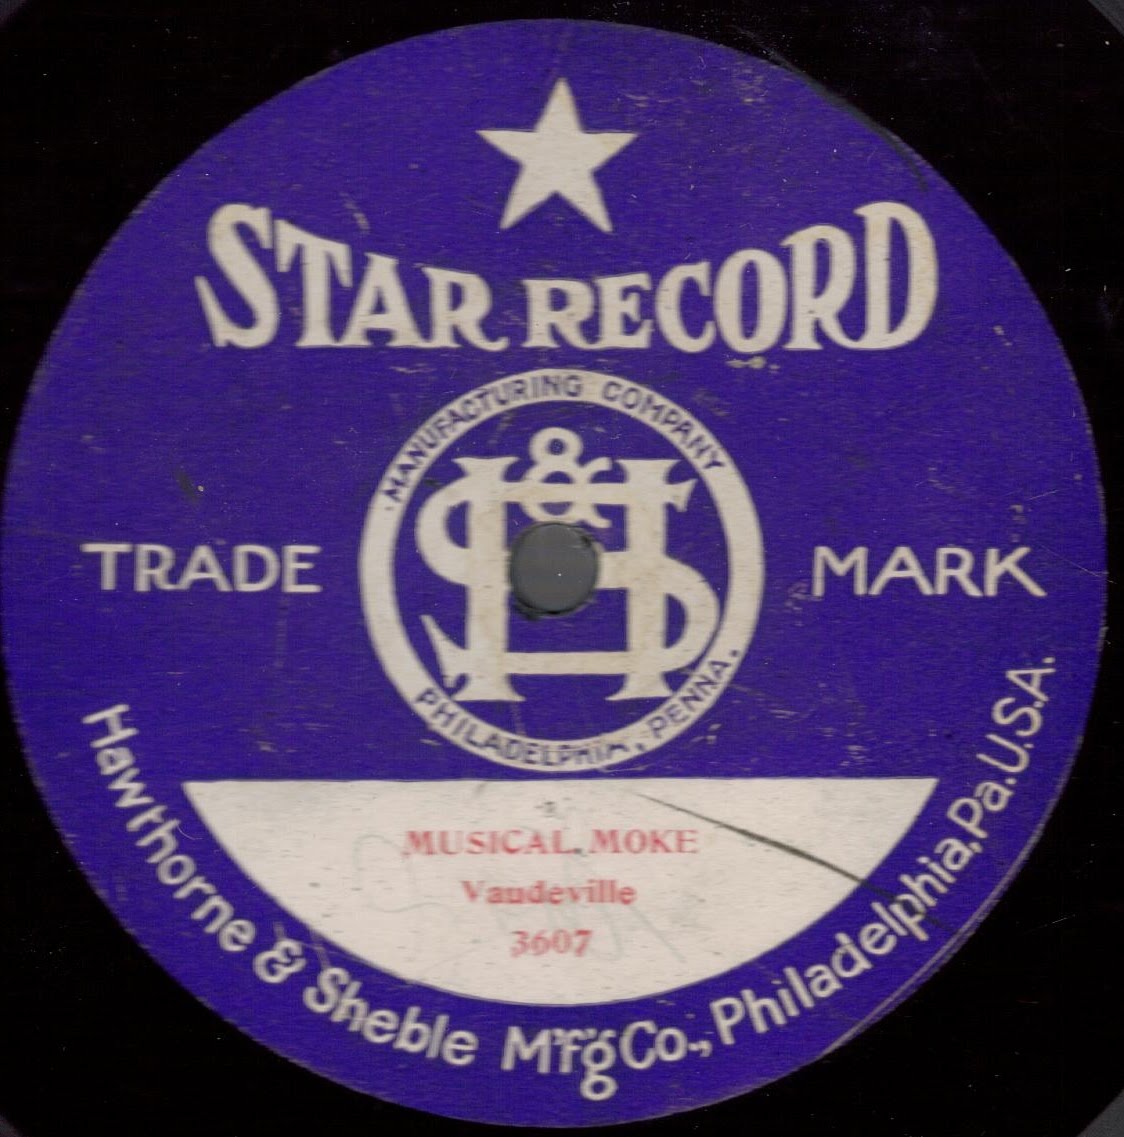 STAR RECORD
MANUFACTURING COMPANY
S&H
PHILADELPHIA, PENNA.
TRADE MARK
MUSICAL MOKE
Vaudeville
3607
Hawthorne & Sheble M'f'g Co., Philadelphia, Pa. U.S.A.